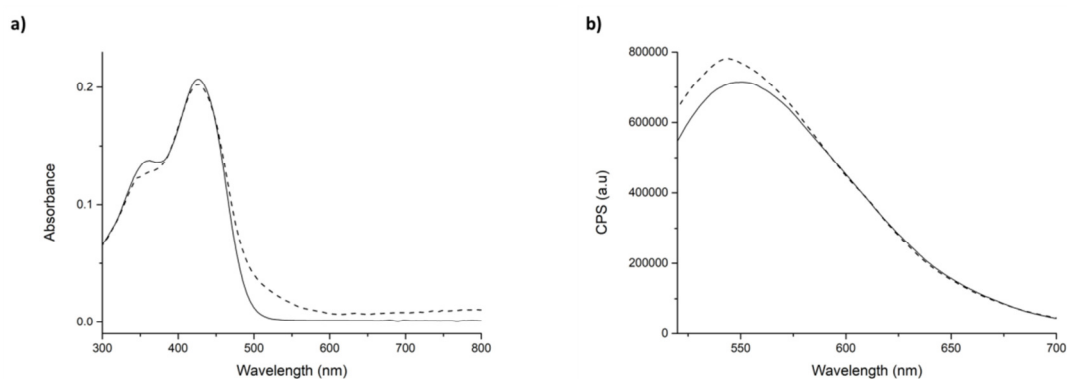 a)
b)
0.2
0.1
0.0
Absorbance
300 400 500 600 700 800
Wavelength (nm)
800000
600000
400000
200000
0
CPS (a.u)
550 600 650 700
Wavelength (nm)